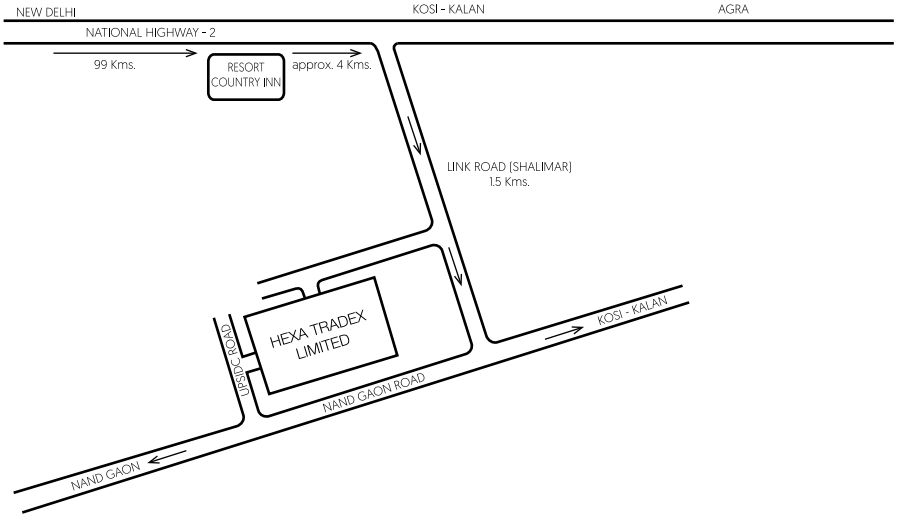 NEW DELHI
KOSI - KALAN
AGRA
NATIONAL HIGHWAY - 2
99 Kms.
RESORT
COUNTRY INN
approx. 4 Kms.
LINK ROAD (SHALIMAR)
1.5 Kms.
HEXA TRADEX
LIMITED
UPSIDC ROAD
KOSI - KALAN
NAND GAON ROAD
NAND GAON